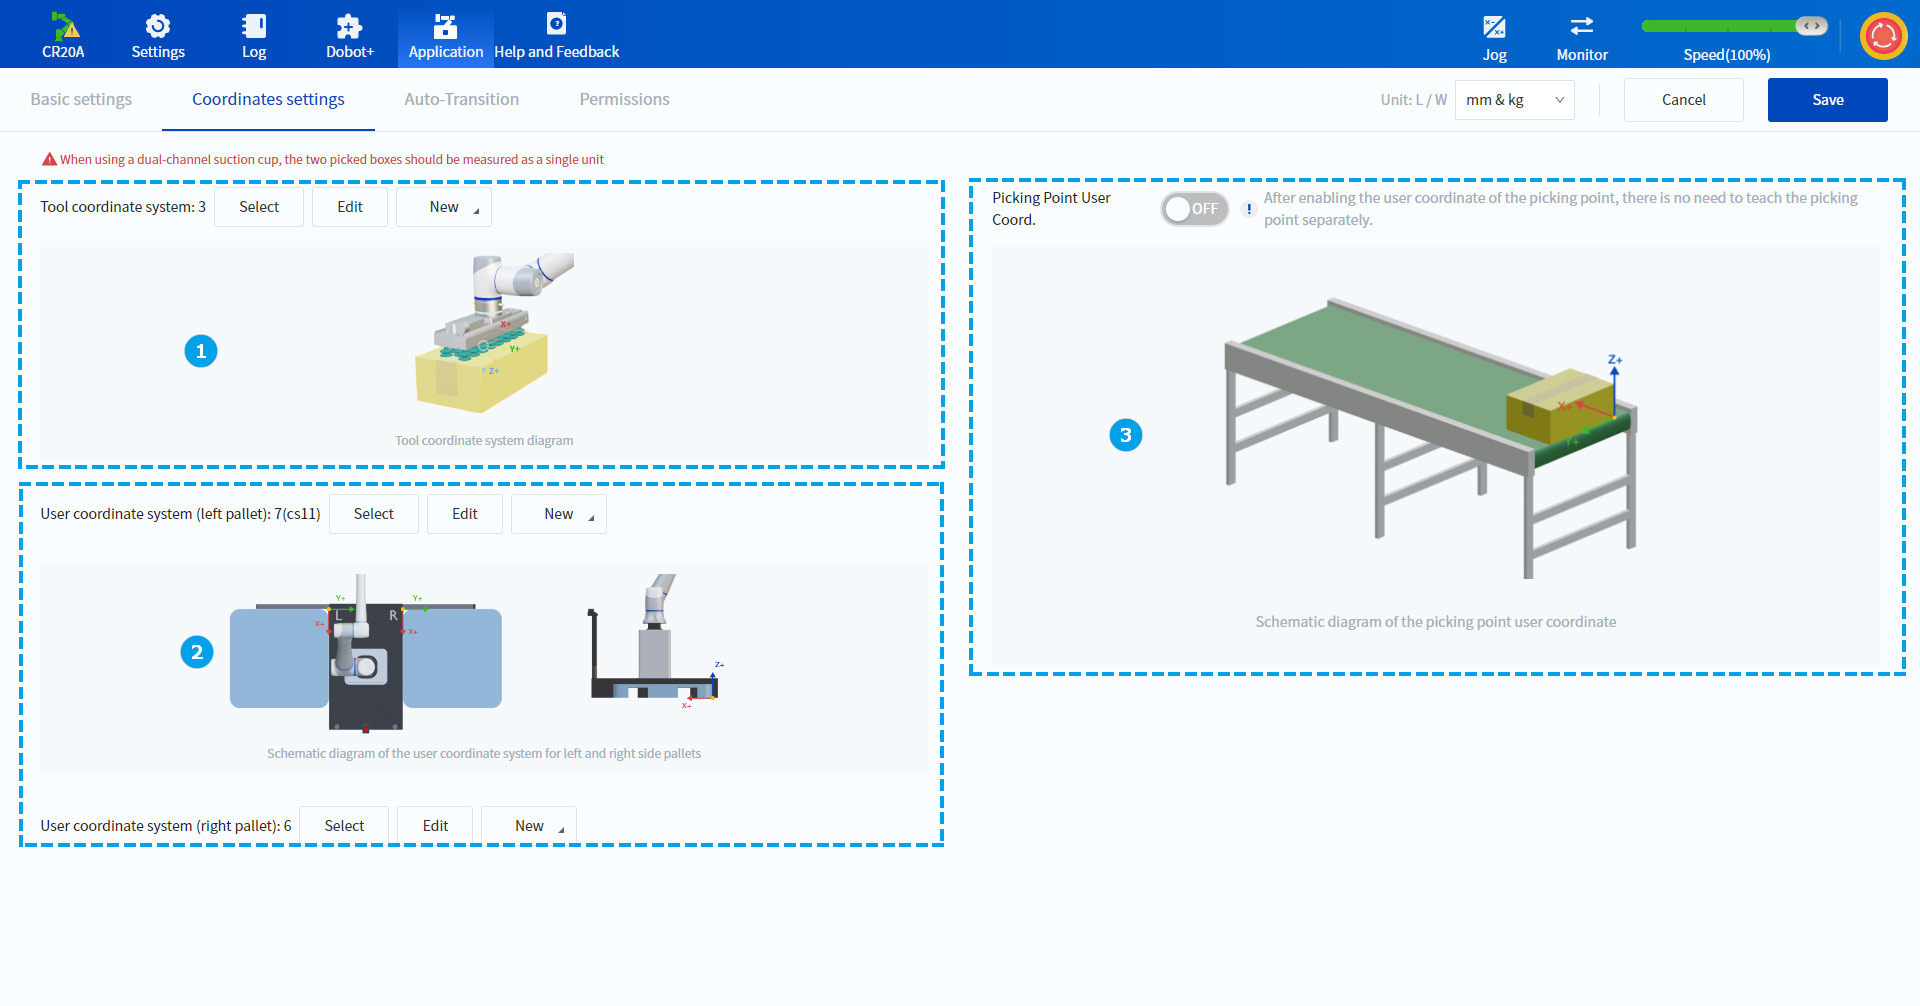 CR20A
Settings
Log
Dobot+
Application
Help and Feedback
Jog
Monitor
Speed(100%)
Basic settings
Coordinates settings
Auto-Transition
Permissions
Unit: L / W
mm & kg
Cancel
Save
When using a dual-channel suction cup, the two picked boxes should be measured as a single unit
Tool coordinate system: 3
Select
Edit
New
X+
Y+
Z+
1
Tool coordinate system diagram
User coordinate system (left pallet): 7(cs11)
Select
Edit
New
Y+
Y+
L
R
X+
X+
2
Z+
X+
Schematic diagram of the user coordinate system for left and right side pallets
User coordinate system (right pallet): 6
Select
Edit
New
Picking Point User
Coord.
OFF
!
After enabling the user coordinate of the picking point, there is no need to teach the picking
point separately.
Z+
X+
Y+
3
Schematic diagram of the picking point user coordinate